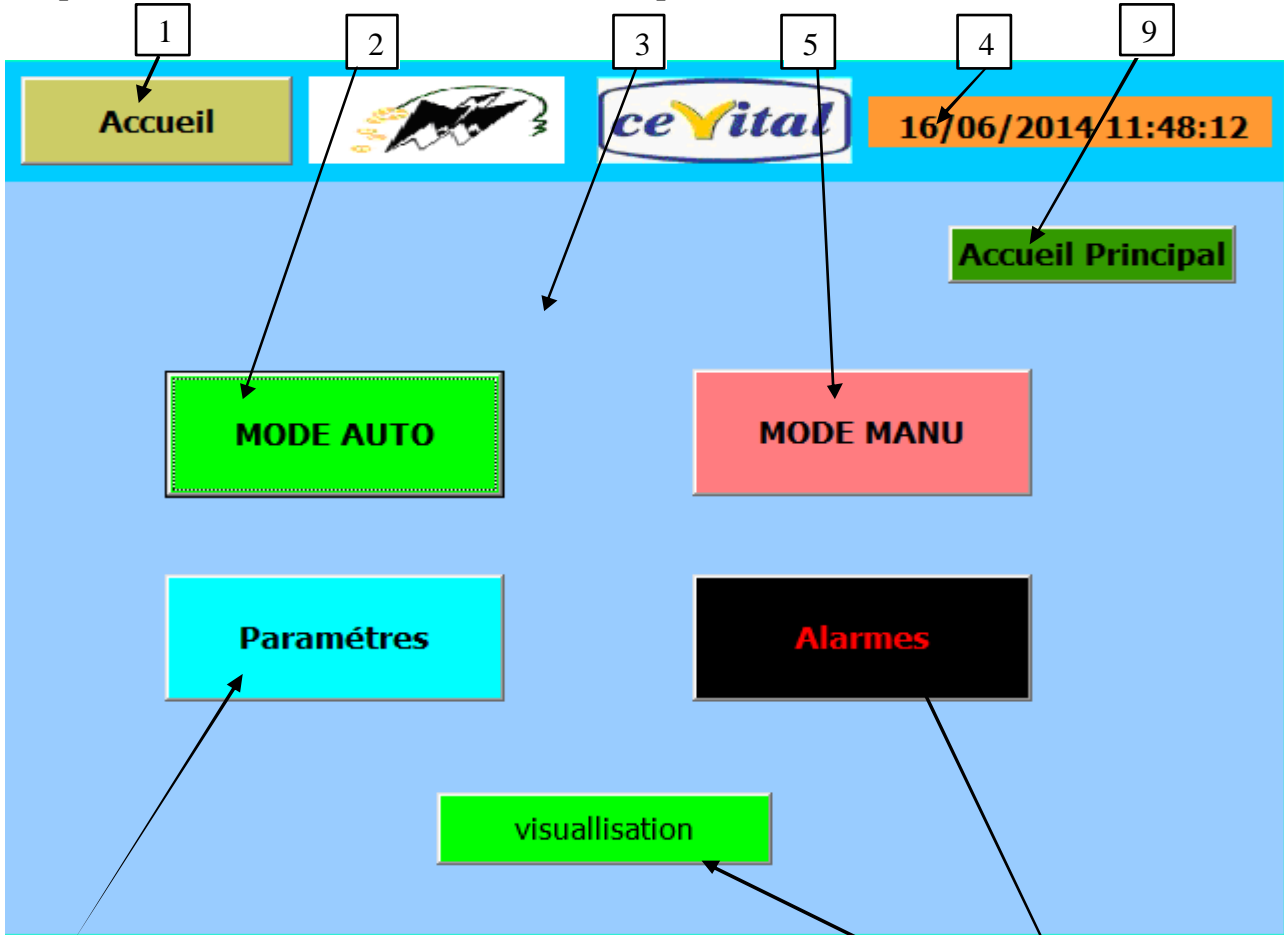 1 2 3 5 4 9
Accueil ceVital 16/06/2014 11:48:12
Accueil Principal
MODE AUTO MODE MANU
Paramétres Alarmes
visuallisation